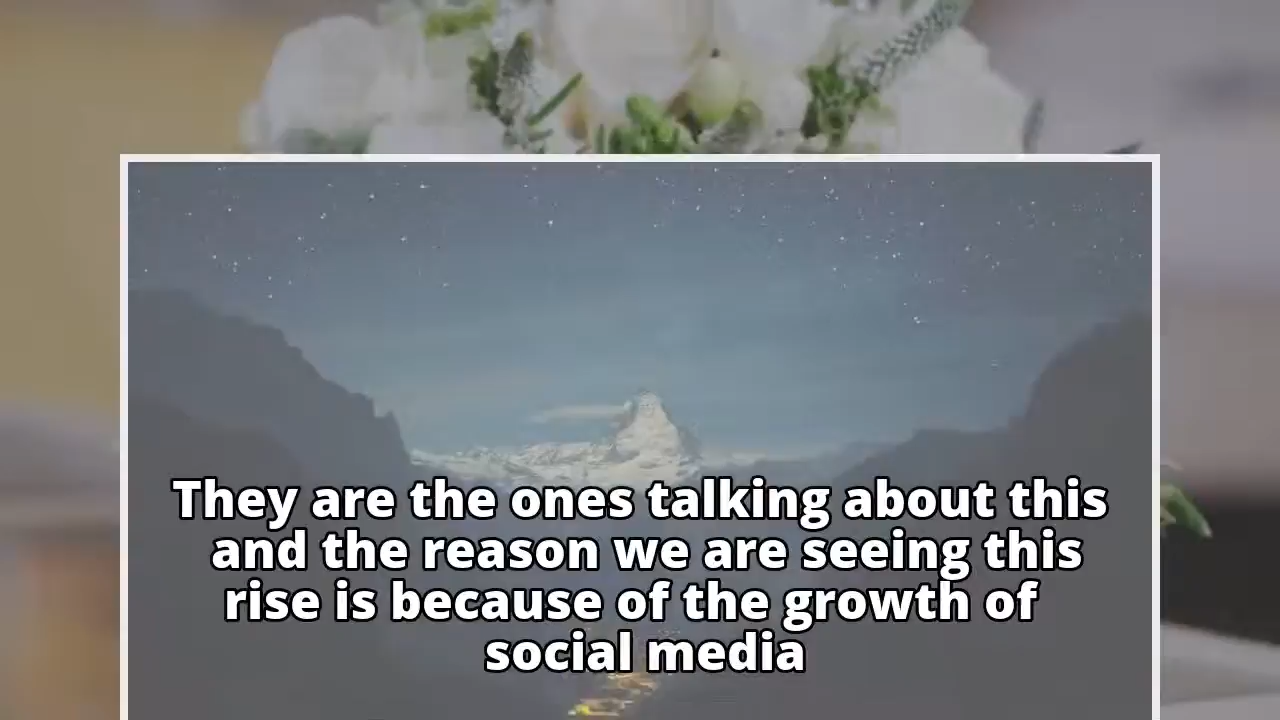 They are the ones talking about this
and the reason we are seeing this
rise is because of the growth of
social media